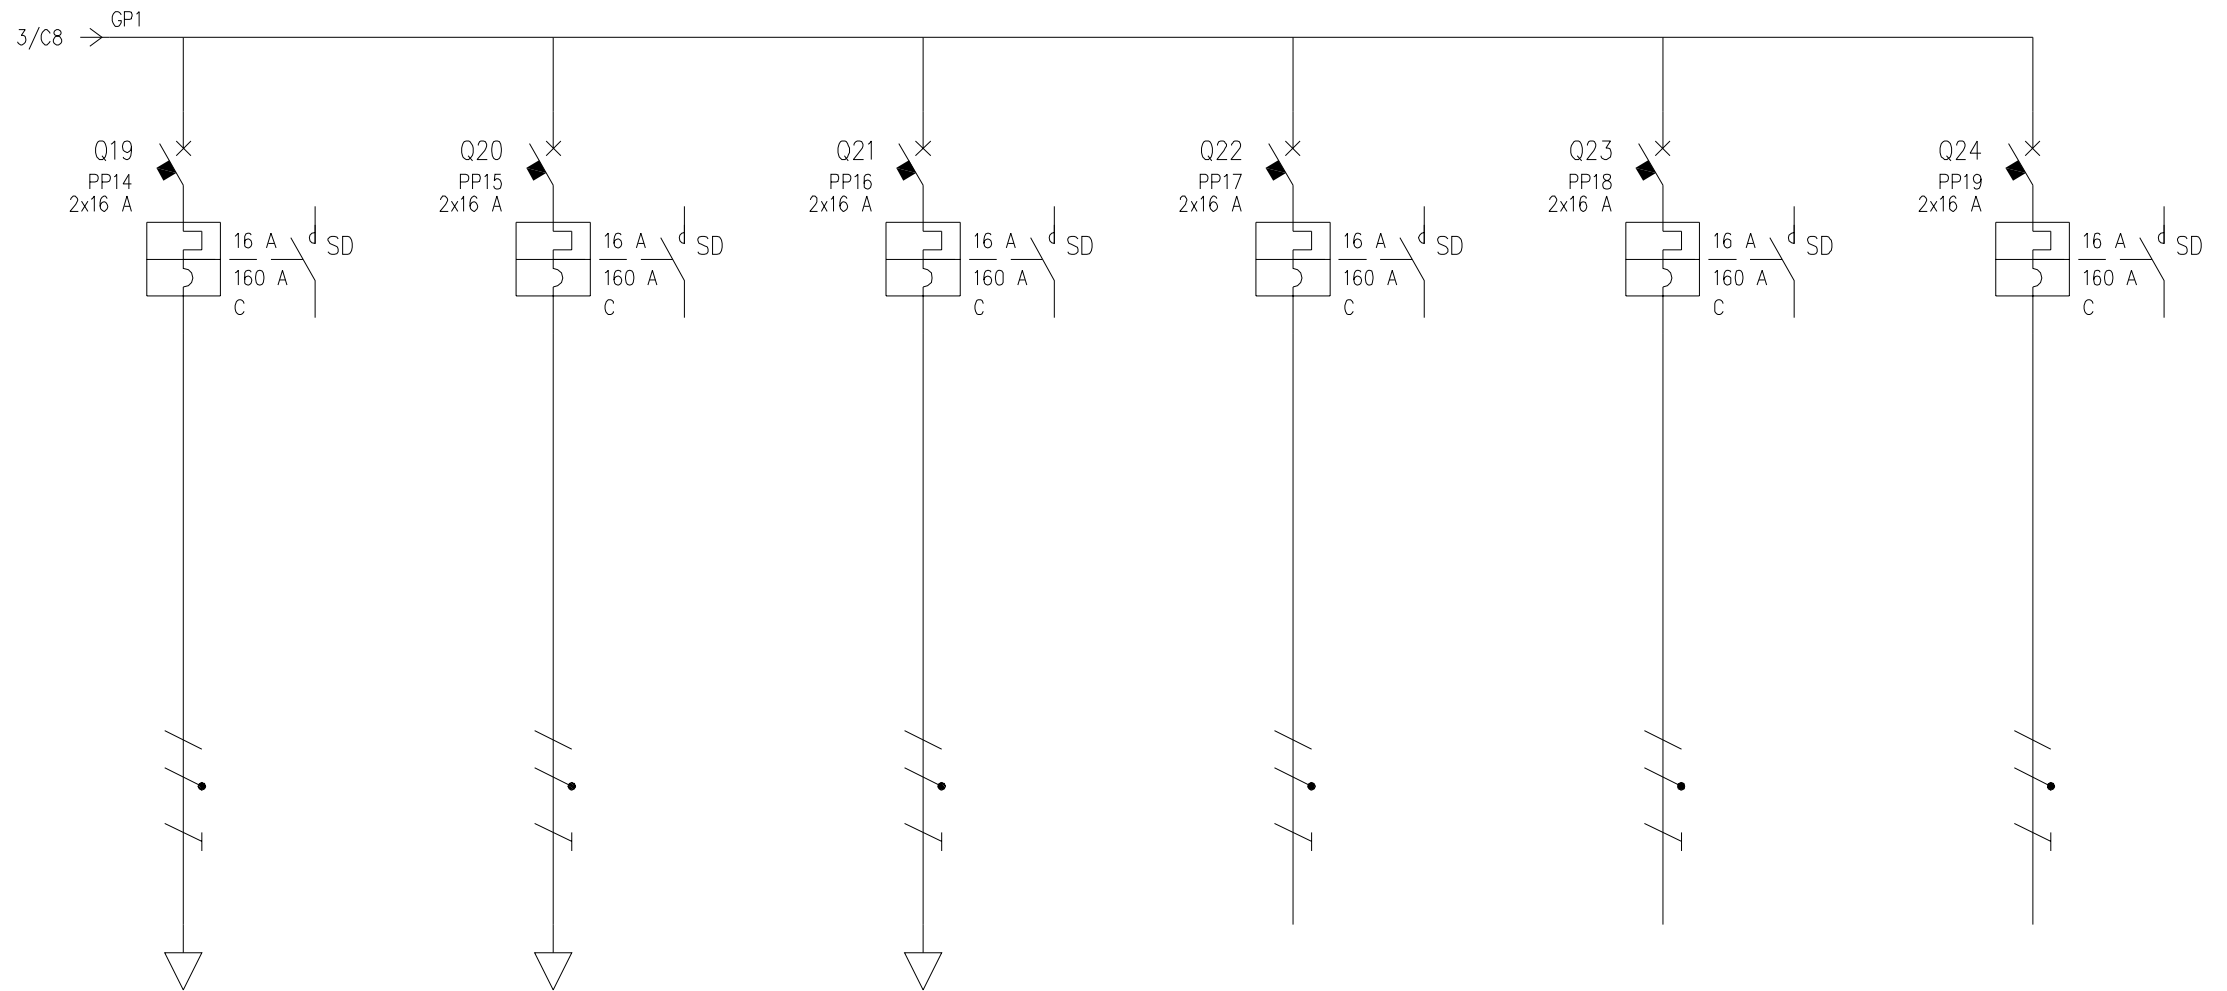 GP1
3/C8
Q19
PP14
2x16 A
16 A
SD
160 A
C
Q20
PP15
2x16 A
16 A
SD
160 A
C
Q21
PP16
2x16 A
16 A
SD
160 A
C
Q22
PP17
2x16 A
16 A
SD
160 A
C
Q23
PP18
2x16 A
16 A
SD
160 A
C
Q24
PP19
2x16 A
16 A
SD
160 A
C